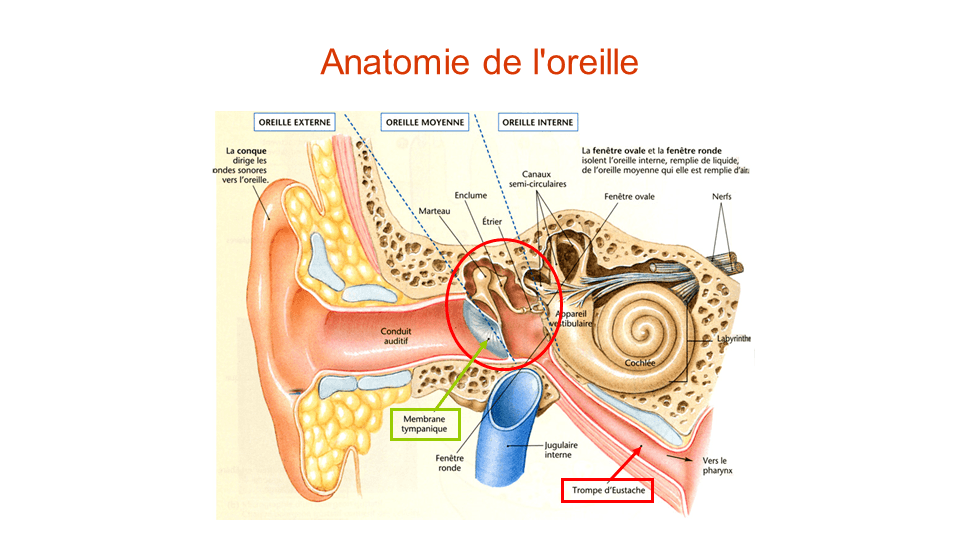 Anatomie de l'oreille
OREILLE EXTERNE
OREILLE MOYENNE
OREILLE INTERNE
La conque
dirige les
ondes sonores
vers l'oreille.
La fenêtre ovale et la fenêtre ronde
isolent l'oreille interne, remplie de liquide,
de l'oreille moyenne qui elle est remplie d'air.
Canaux
semi-circulaires
Enclume
Fenêtre ovale
Nerfs
Marteau
Étrier
Appareil
vestibulaire
Conduit
auditif
Labyrinthe
Cochlée
Membrane
tympanique
Fenêtre
ronde
Jugulaire
interne
Vers le
pharynx
Trompe d'Eustache